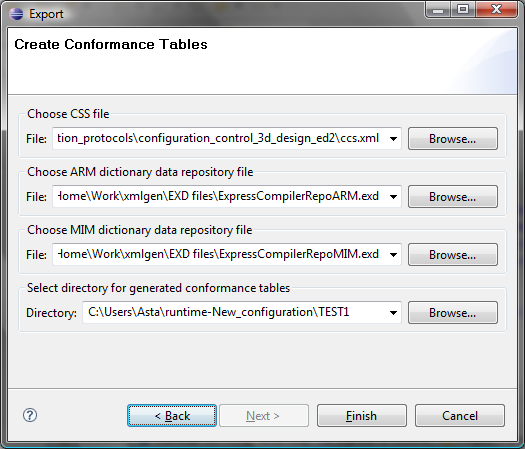 Export
Create Conformance Tables
Choose CSS file
File: tion_protocols\configuration_control_3d_design_ed2\ccs.xml Browse...
Choose ARM dictionary data repository file
File: Home\Work\xmlgen\EXD files\ExpressCompilerRepoARM.exd Browse...
Choose MIM dictionary data repository file
File: Home\Work\xmlgen\EXD files\ExpressCompilerRepoMIM.exd Browse...
Select directory for generated conformance tables
Directory: C:\Users\Asta\runtime-New_configuration\TEST1 Browse...
? < Back Next > Finish Cancel